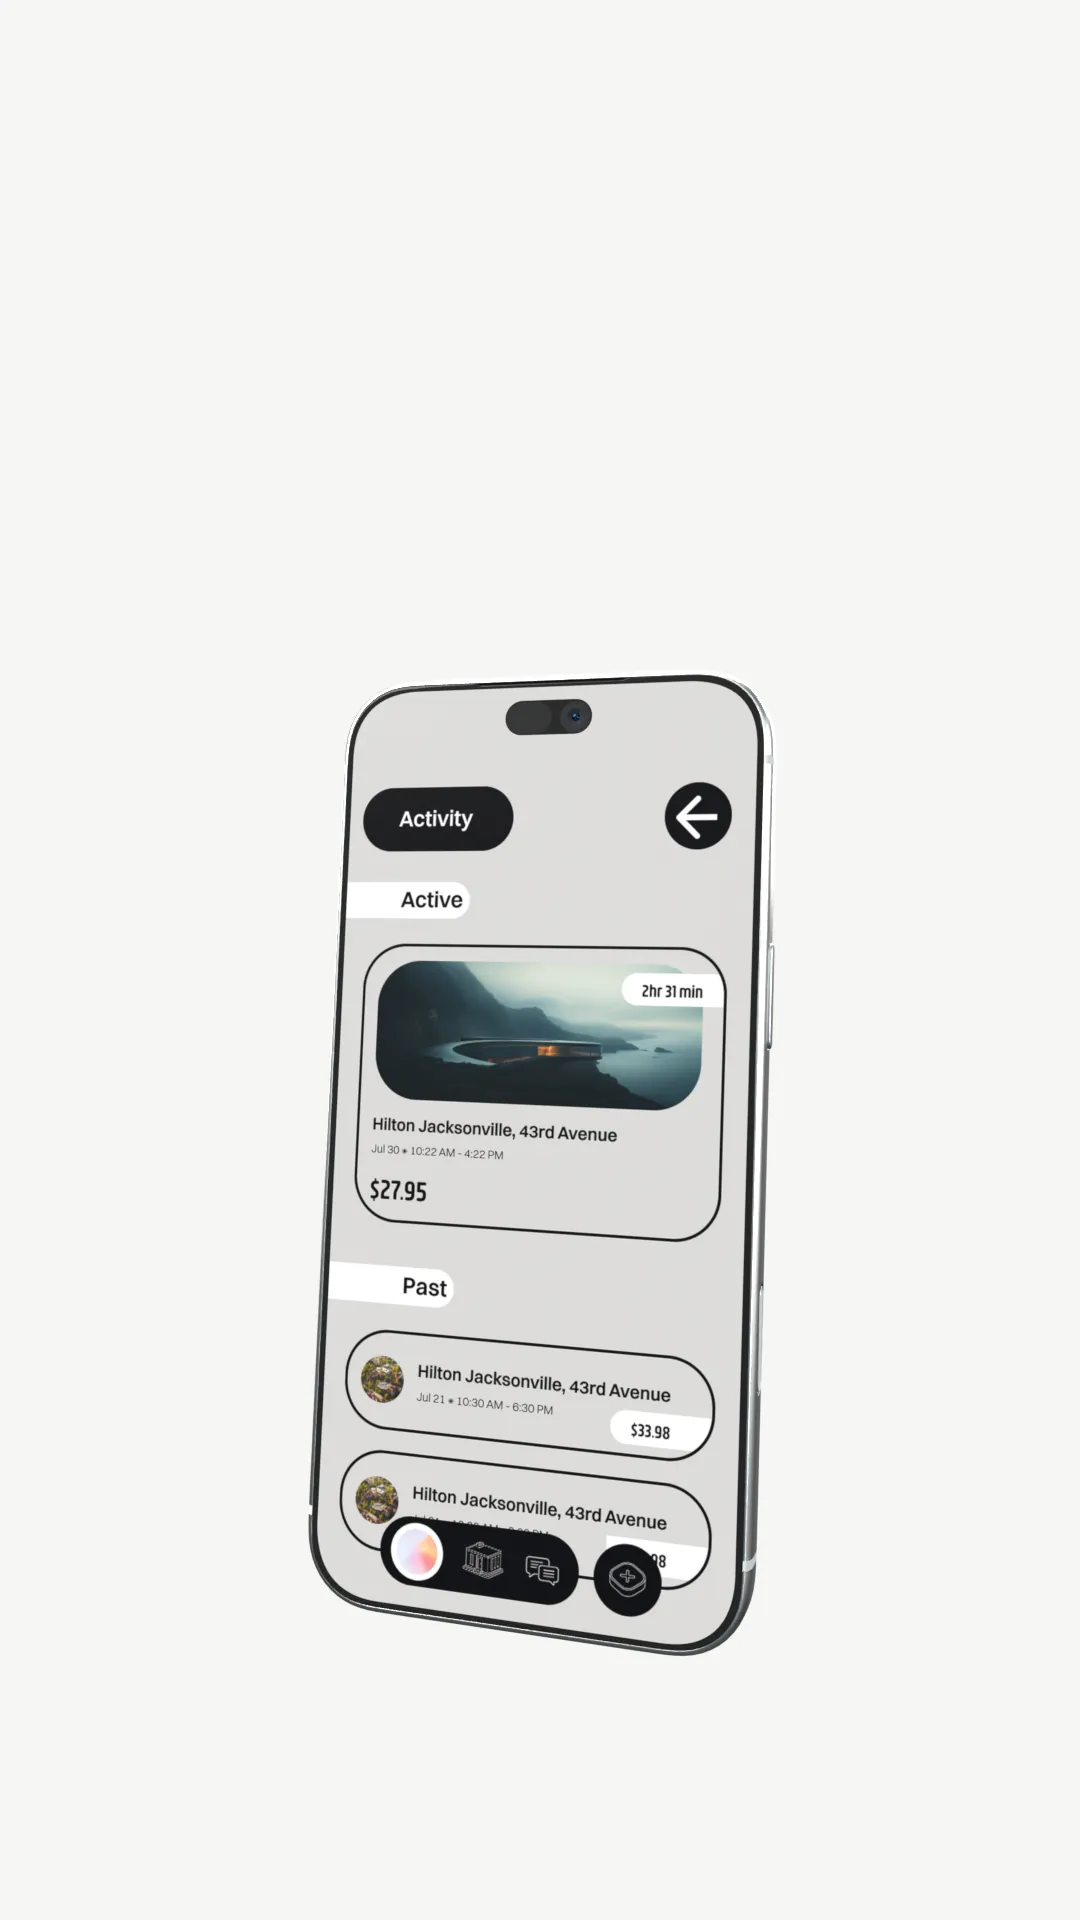 Activity
Active
2hr 31 min
Hilton Jacksonville, 43rd Avenue
Jul 30 • 10:22 AM - 4:22 PM
$27.95
Past
Hilton Jacksonville, 43rd Avenue
Jul 21 • 10:30 AM - 6:30 PM
$33.98
Hilton Jacksonville, 43rd Avenue
98